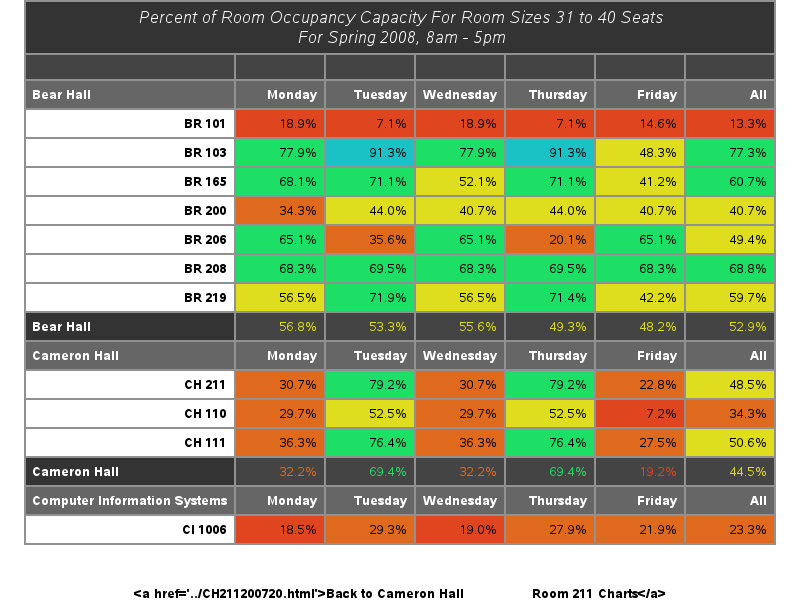 Percent of Room Occupancy Capacity For Room Sizes 31 to 40 Seats
For Spring 2008, 8am - 5pm
Bear Hall Monday Tuesday Wednesday Thursday Friday All
BR 101 18.9% 7.1% 18.9% 7.1% 14.6% 13.3%
BR 103 77.9% 91.3% 77.9% 91.3% 48.3% 77.3%
BR 165 68.1% 71.1% 52.1% 71.1% 41.2% 60.7%
BR 200 34.3% 44.0% 40.7% 44.0% 40.7% 40.7%
BR 206 65.1% 35.6% 65.1% 20.1% 65.1% 49.4%
BR 208 68.3% 69.5% 68.3% 69.5% 68.3% 68.8%
BR 219 56.5% 71.9% 56.5% 71.4% 42.2% 59.7%
Bear Hall 56.8% 53.3% 55.6% 49.3% 48.2% 52.9%
Cameron Hall Monday Tuesday Wednesday Thursday Friday All
CH 211 30.7% 79.2% 30.7% 79.2% 22.8% 48.5%
CH 110 29.7% 52.5% 29.7% 52.5% 7.2% 34.3%
CH 111 36.3% 76.4% 36.3% 76.4% 27.5% 50.6%
Cameron Hall 32.2% 69.4% 32.2% 69.4% 19.2% 44.5%
Computer Information Systems Monday Tuesday Wednesday Thursday Friday All
CI 1006 18.5% 29.3% 19.0% 27.9% 21.9% 23.3%
<a href='../CH211200720.html'>Back to Cameron Hall Room 211 Charts</a>